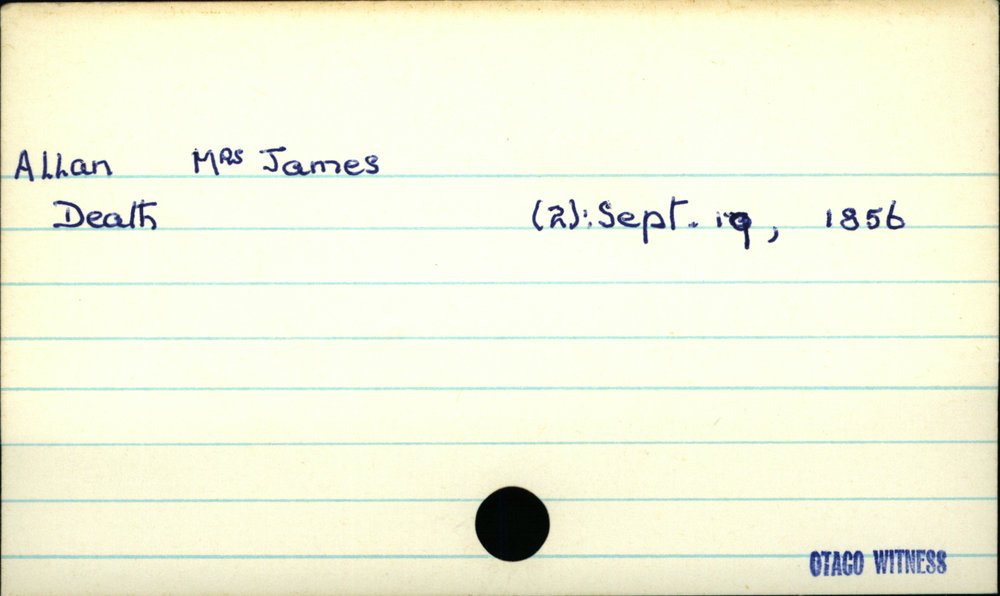 Allan Mrs James
Death (2): Sept. 19, 1856
OTAGO WITNESS